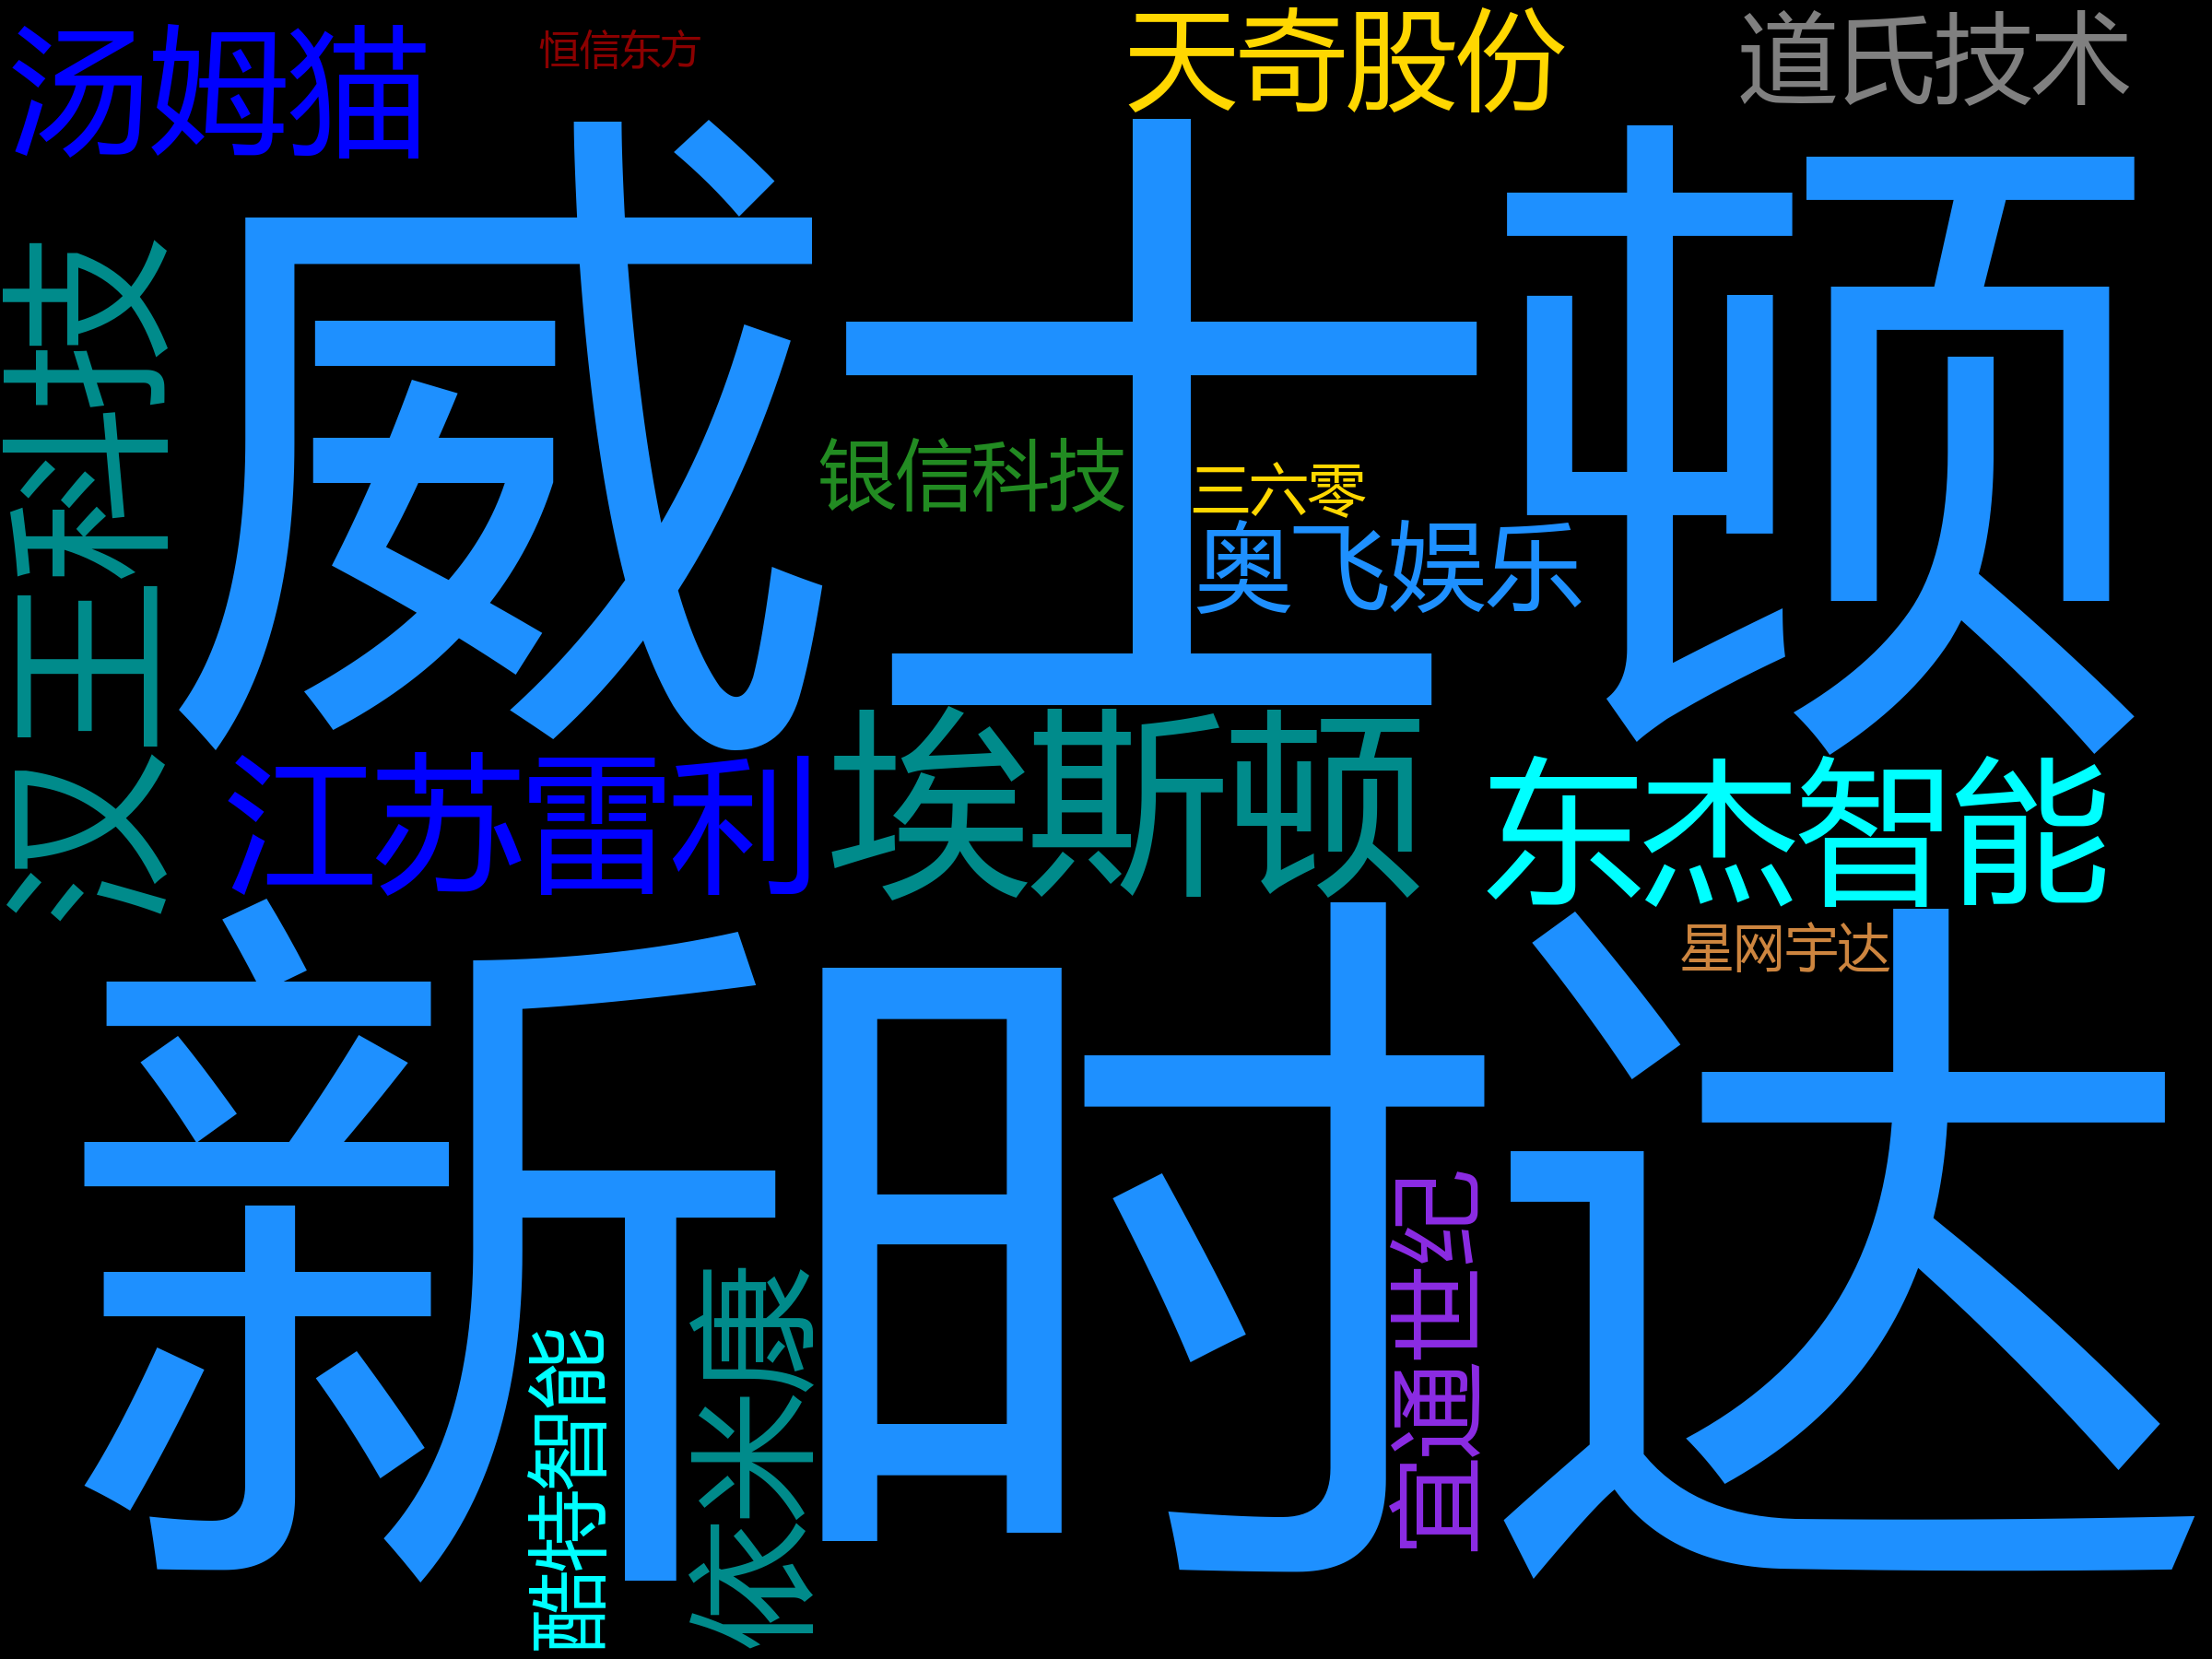 汤姆猫
恒信东方
天奇股份
道氏技术
汉王科技
威士顿
银信科技
三六零
奥飞娱乐
江苏雷利
埃斯顿
东杰智能
星网宇达
新时达
酷特智能
依米康
宜通世纪